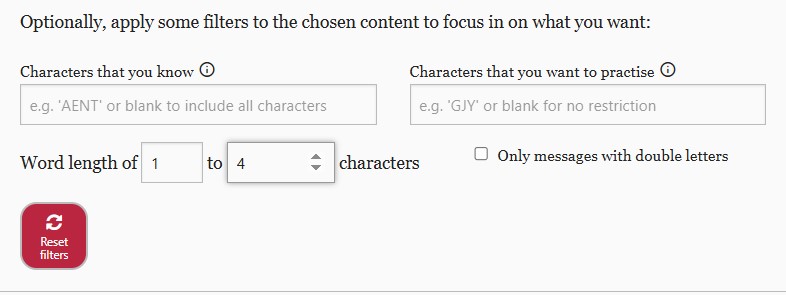 Optionally, apply some filters to the chosen content to focus in on what you want:
Characters that you know
Characters that you want to practise
e.g. 'AENT' or blank to include all characters
e.g. 'GJY' or blank for no restriction
Word length of 1 to 4 characters
Only messages with double letters
Reset
filters